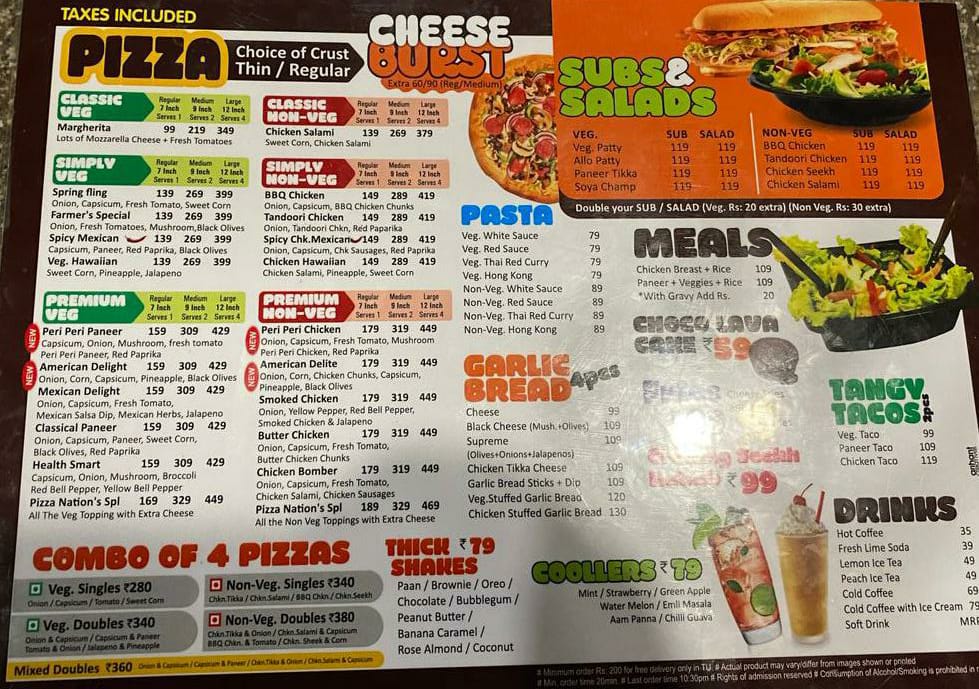 TAXES INCLUDED
PIZZA
Choice of Crust
Thin / Regular
CHEESE
BURST
Extra 60/90 (Reg/Medium)
CLASSIC
VEG
Regular Medium Large
7 Inch 9 Inch 12 Inch
Serves 1 Serves 2 Serves 4
Margherita 99 219 349
Lots of Mozzarella Cheese + Fresh Tomatoes
SIMPLY
VEG
Regular Medium Large
7 Inch 9 Inch 12 Inch
Serves 1 Serves 2 Serves 4
Spring fling 139 269 399
Onion, Capsicum, Fresh Tomato, Sweet Corn
Farmer's Special 139 269 399
Onion, Fresh Tomatoes, Mushroom,Black Olives
Spicy Mexican 139 269 399
Capsicum, Paneer, Red Paprika, Black Olives
Veg. Hawaiian 139 269 399
Sweet Corn, Pineapple, Jalapeno
PREMIUM
VEG
Regular Medium Large
7 Inch 9 Inch 12 Inch
Serves 1 Serves 2 Serves 4
NEW
Peri Peri Paneer 159 309 429
Capsicum, Onion, Mushroom, fresh tomato
Peri Peri Paneer, Red Paprika
NEW
American Delight 159 309 429
Onion, Corn, Capsicum, Pineapple, Black Olives
Mexican Delight 159 309 429
Onion, Capsicum, Fresh Tomato,
Mexican Salsa Dip, Mexican Herbs, Jalapeno
Classical Paneer 159 309 429
Onion, Capsicum, Paneer, Sweet Corn,
Black Olives, Red Paprika
Health Smart 159 309 429
Capsicum, Onion, Mushroom, Broccoli
Red Bell Pepper, Yellow Bell Pepper
Pizza Nation's Spl 169 329 449
All The Veg Topping with Extra Cheese
CLASSIC
NON-VEG
Regular Medium Large
7 Inch 9 Inch 12 Inch
Serves 1 Serves 2 Serves 4
Chicken Salami 139 269 379
Sweet Corn, Chicken Salami
SIMPLY
NON-VEG
Regular Medium Large
7 Inch 9 Inch 12 Inch
Serves 1 Serves 2 Serves 4
BBQ Chicken 149 289 419
Onion, Capsicum, BBQ Chicken Chunks
Tandoori Chicken 149 289 419
Onion, Tandoori Chkn, Red Paparika
Spicy Chk.Mexican 149 289 419
Onion, Capsicum, Chk Sausages, Red Paprika
Chicken Hawaiian 149 289 419
Chicken Salami, Pineapple, Sweet Corn
PREMIUM
NON-VEG
Regular Medium Large
7 Inch 9 Inch 12 Inch
Serves 1 Serves 2 Serves 4
NEW
Peri Peri Chicken 179 319 449
Onion, Capsicum, Fresh Tomato, Mushroom
Peri Peri Chicken, Red Paprika
NEW
American Delite 179 319 449
Onion, Corn, Chicken Chunks, Capsicum,
Pineapple, Black Olives
Smoked Chicken 179 319 449
Onion, Yellow Pepper, Red Bell Pepper,
Smoked Chicken & Jalapeno
Butter Chicken 179 319 449
Onion, Capsicum, Fresh Tomato,
Butter Chicken Chunks
Chicken Bomber 179 319 449
Onion, Capsicum, Fresh Tomato,
Chicken Salami, Chicken Sausages
Pizza Nation's Spl 189 329 469
All the Non Veg Toppings with Extra Cheese
COMBO OF 4 PIZZAS
Veg. Singles ₹280
Onion / Capsicum / Tomato / Sweet Corn
Non-Veg. Singles ₹340
Chkn.Tikka / Chkn.Salami / BBQ Chkn./ Chkn.Seekh
Veg. Doubles ₹340
Onion & Capsicum / Capsicum & Paneer
Tomato & Onion / Jalapeno & Pineapple
Non-Veg. Doubles ₹380
Chkn.Tikka & Onion / Chkn.Salami & Capsicum
BBQ Chkn. & Tomato / Chkn. Sheek & Corn
Mixed Doubles ₹360 Onion & Capsicum / Capsicum & Paneer / Chkn.Tikka & Onion / Chkn.Salami & Capsicum
SUBS&
SALADS
VEG. SUB SALAD
Veg. Patty 119 119
Allo Patty 119 119
Paneer Tikka 119 119
Soya Champ 119 119
NON-VEG SUB SALAD
BBQ Chicken 119 119
Tandoori Chicken 119 119
Chicken Seekh 119 119
Chicken Salami 119 119
Double your SUB / SALAD (Veg. Rs: 20 extra) (Non Veg. Rs: 30 extra)
PASTA
Veg. White Sauce 79
Veg. Red Sauce 79
Veg. Thai Red Curry 79
Veg. Hong Kong 79
Non-Veg. White Sauce 89
Non-Veg. Red Sauce 89
Non-Veg. Thai Red Curry 89
Non-Veg. Hong Kong 89
GARLIC
BREAD 4pcs
Cheese 99
Black Cheese (Mush.+Olives) 109
Supreme 109
(Olives+Onions+Jalapenos)
Chicken Tikka Cheese 109
Garlic Bread Sticks + Dip 109
Veg.Stuffed Garlic Bread 120
Chicken Stuffed Garlic Bread 130
THICK ₹79
SHAKES
Paan / Brownie / Oreo /
Chocolate / Bubblegum /
Peanut Butter /
Banana Caramel /
Rose Almond / Coconut
MEALS
Chicken Breast + Rice 109
Paneer + Veggies + Rice 109
*With Gravy Add Rs. 20
CHOCO LAVA
CAKE ₹59
₹99
COOLLERS ₹79
Mint / Strawberry / Green Apple
Water Melon / Emli Masala
Aam Panna / Chilli Guava
TANGY
TACOS 2pcs
Veg. Taco 99
Paneer Taco 109
Chicken Taco 119
DRINKS
Hot Coffee 35
Fresh Lime Soda 39
Lemon Ice Tea 49
Peach Ice Tea 49
Cold Coffee 69
Cold Coffee with Ice Cream 79
Soft Drink MRP
# Minimum order Rs: 200 for free delivery only in TU # Actual product may vary/differ from images shown or printed
# Min. order time 20min. # Last order time 10:30pm # Rights of admission reserved # Consumption of Alcohol/Smoking is prohibited in